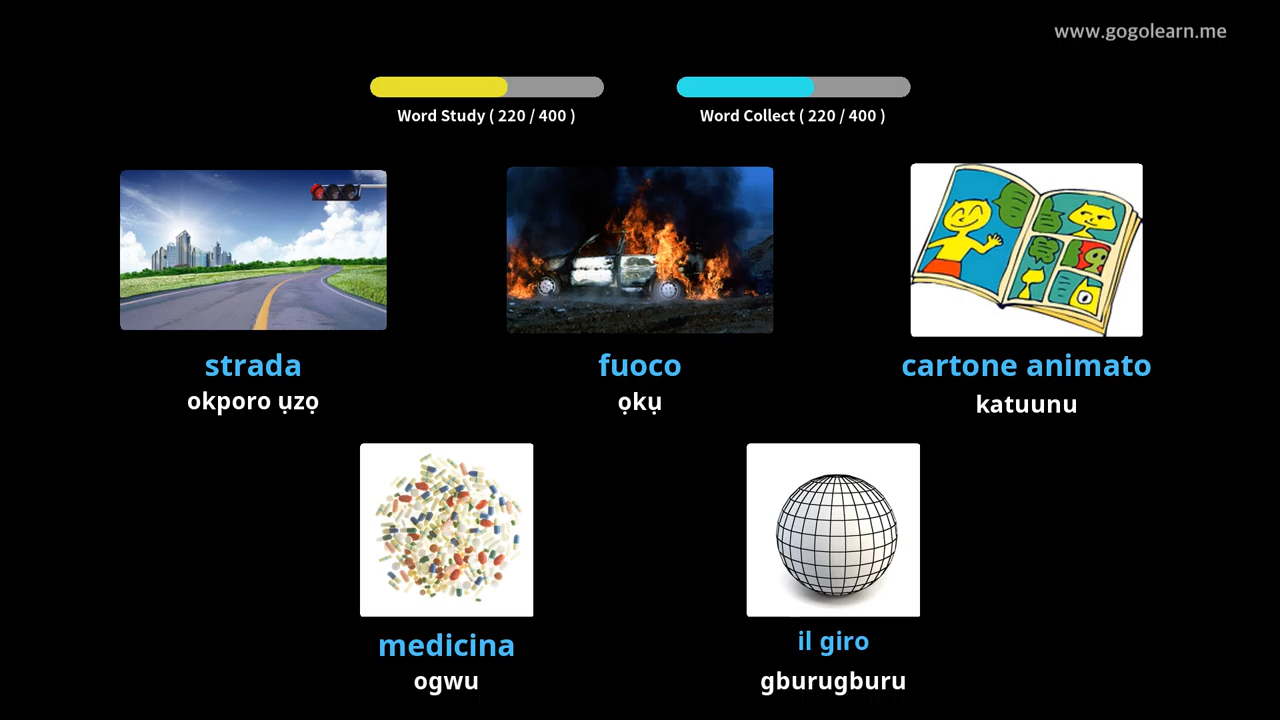 www.gogolearn.me
Word Study ( 220 / 400 )
Word Collect ( 220 / 400 )
strada
okporo ụzọ
fuoco
ọkụ
cartone animato
katuunu
medicina
ogwu
il giro
gburugburu